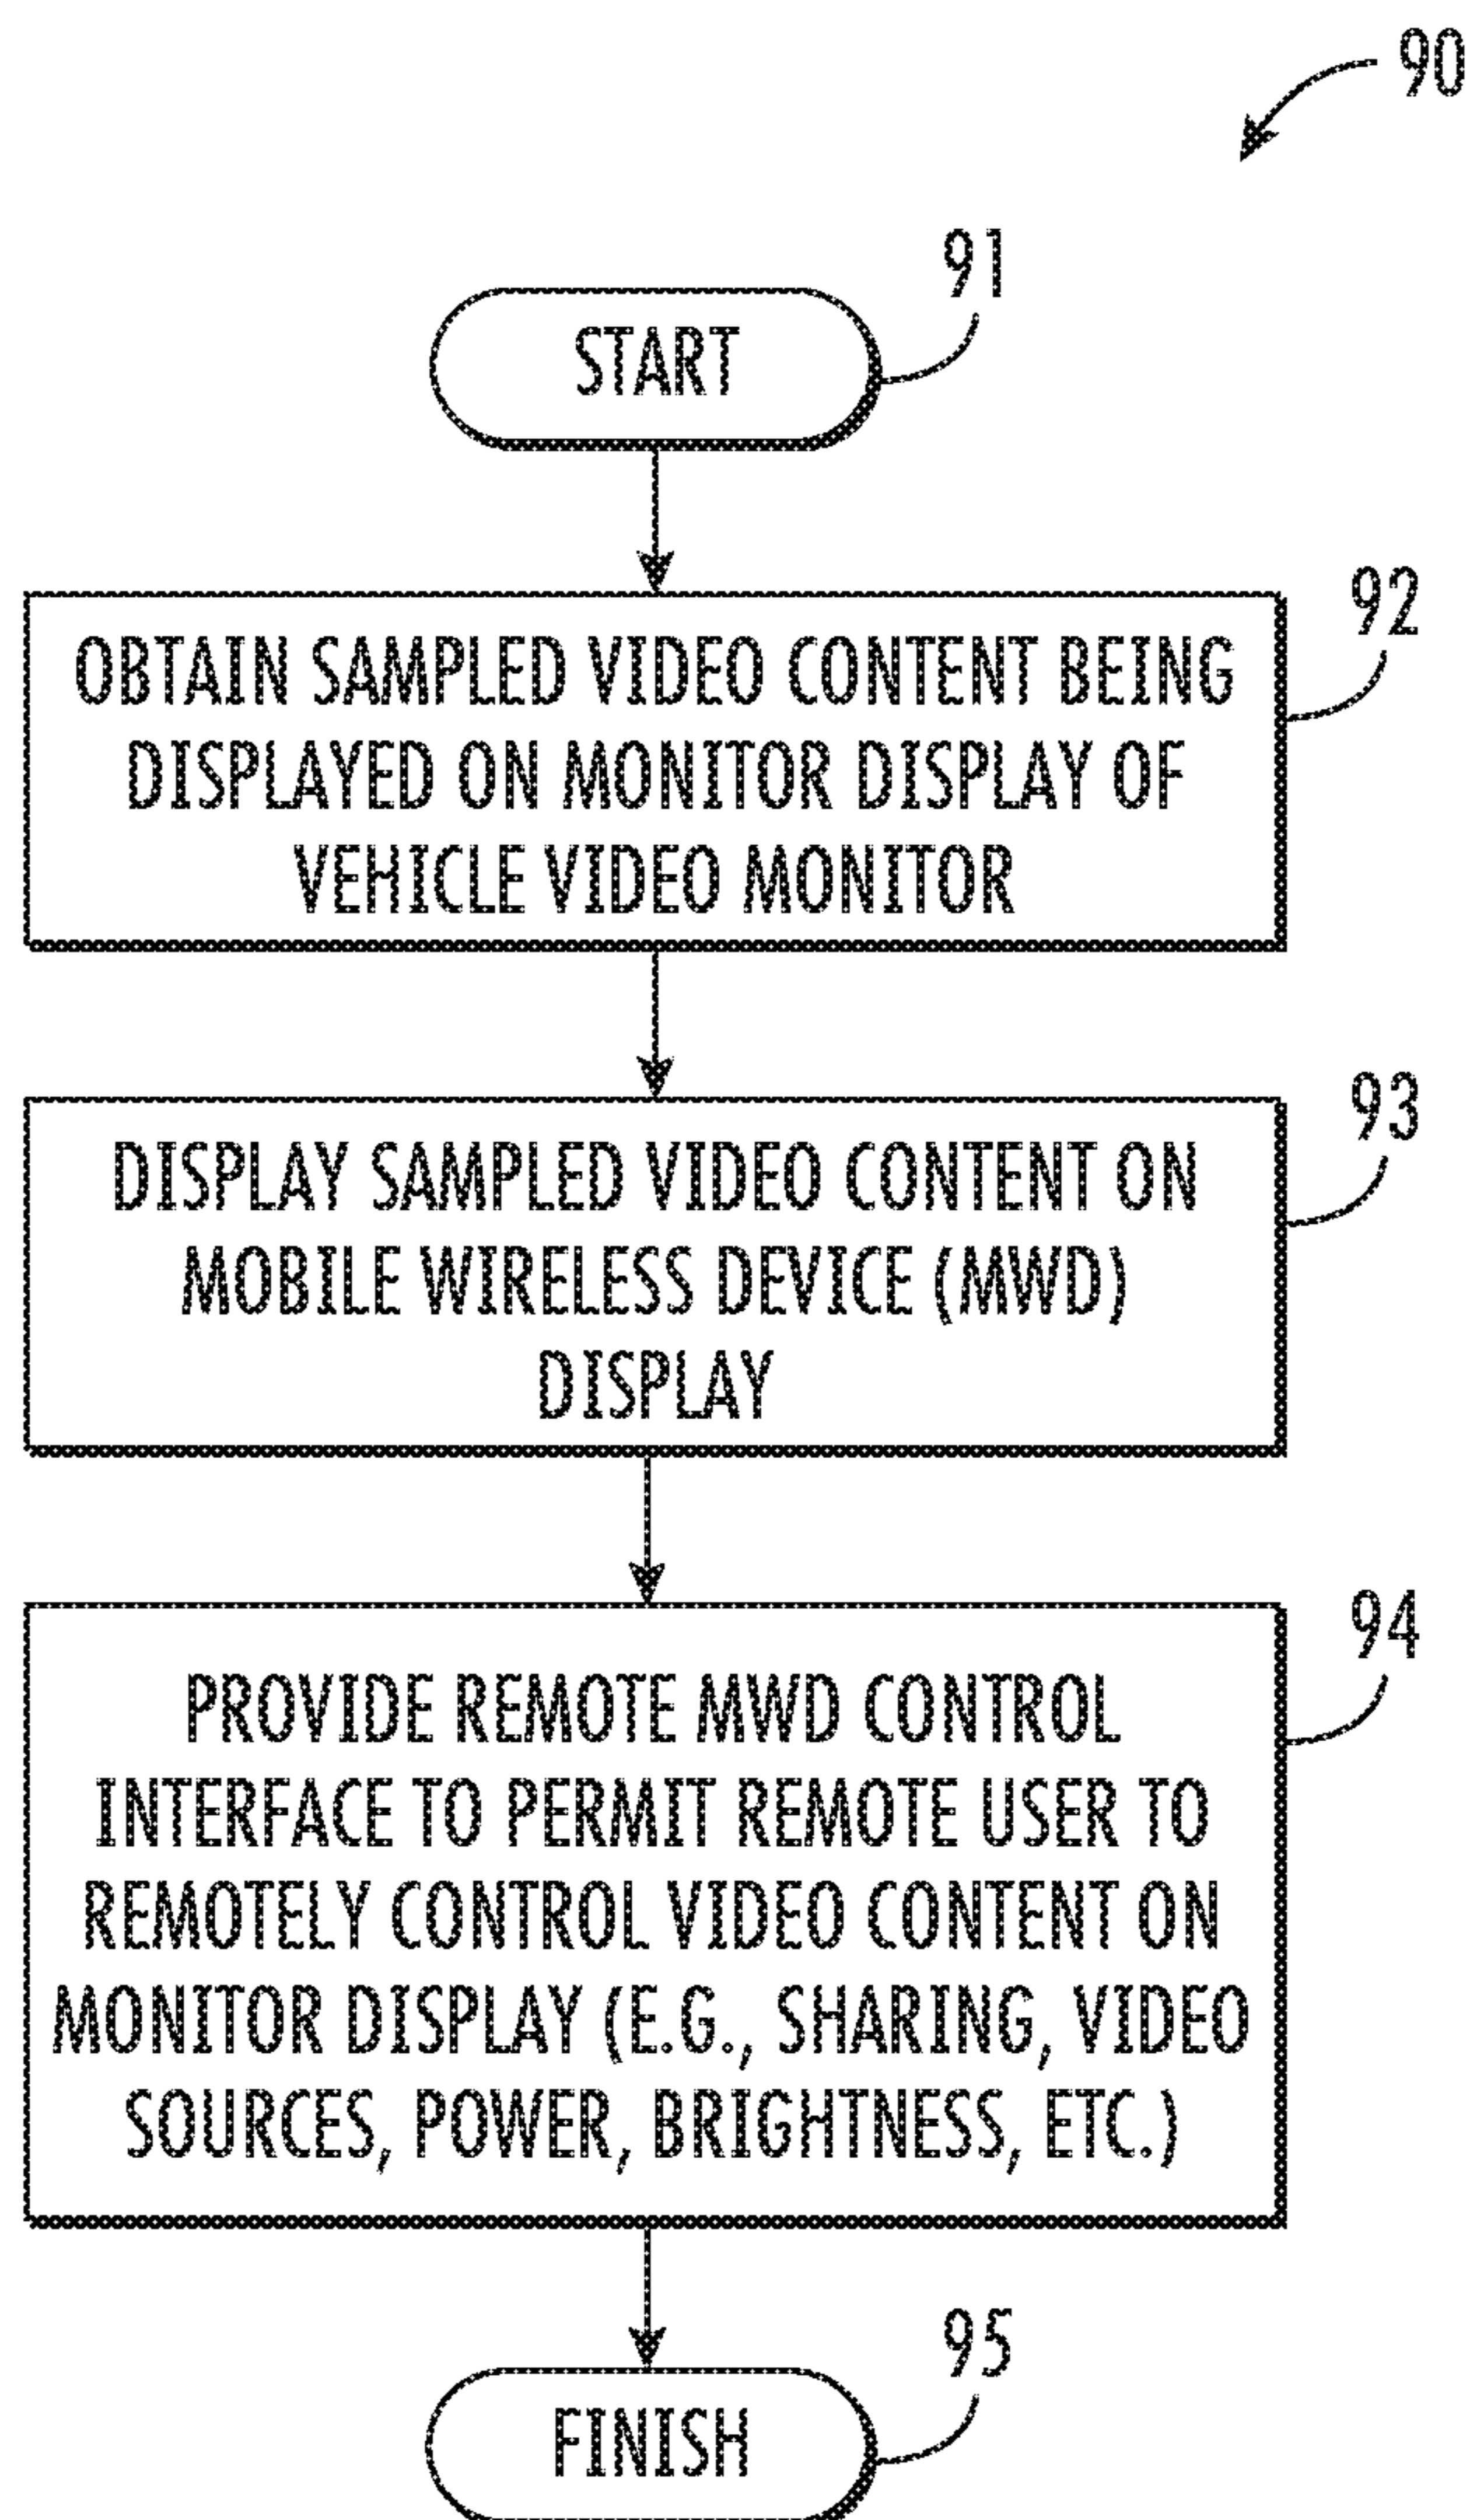 90
91
START
92
OBTAIN SAMPLED VIDEO CONTENT BEING
DISPLAYED ON MONITOR DISPLAY OF
VEHICLE VIDEO MONITOR
93
DISPLAY SAMPLED VIDEO CONTENT ON
MOBILE WIRELESS DEVICE (MWD)
DISPLAY
94
PROVIDE REMOTE MWD CONTROL
INTERFACE TO PERMIT REMOTE USER TO
REMOTELY CONTROL VIDEO CONTENT ON
MONITOR DISPLAY (E.G., SHARING, VIDEO
SOURCES, POWER, BRIGHTNESS, ETC.)
95
FINISH